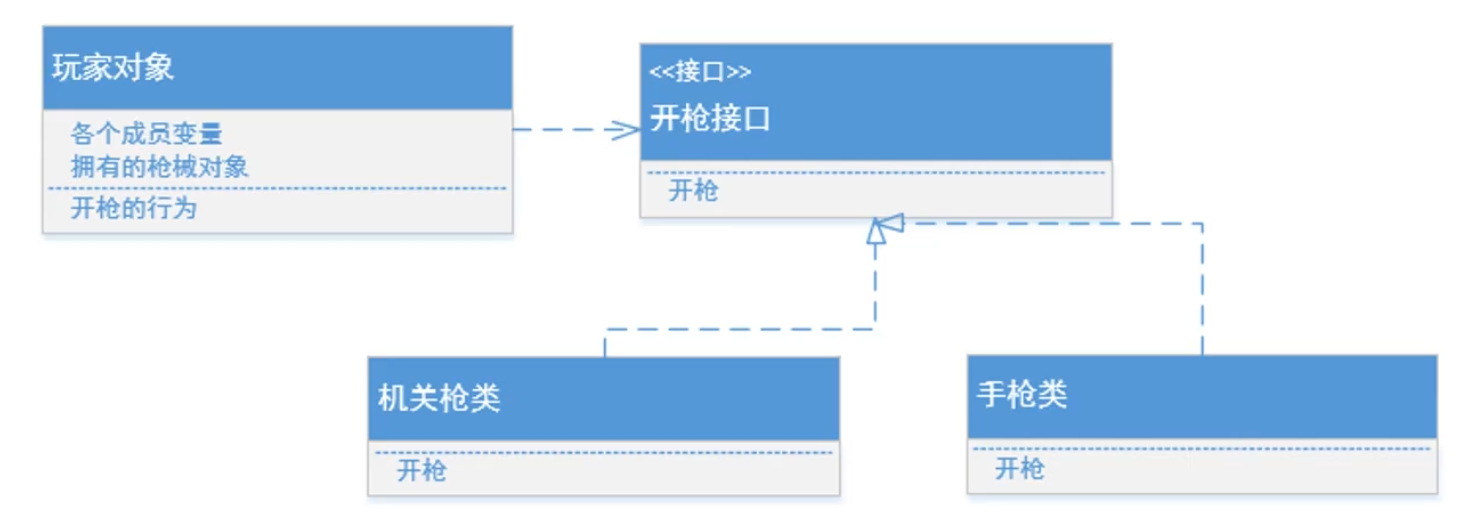 玩家对象
各个成员变量
拥有的枪械对象
开枪的行为
<<接口>>
开枪接口
开枪
机关枪类
开枪
手枪类
开枪